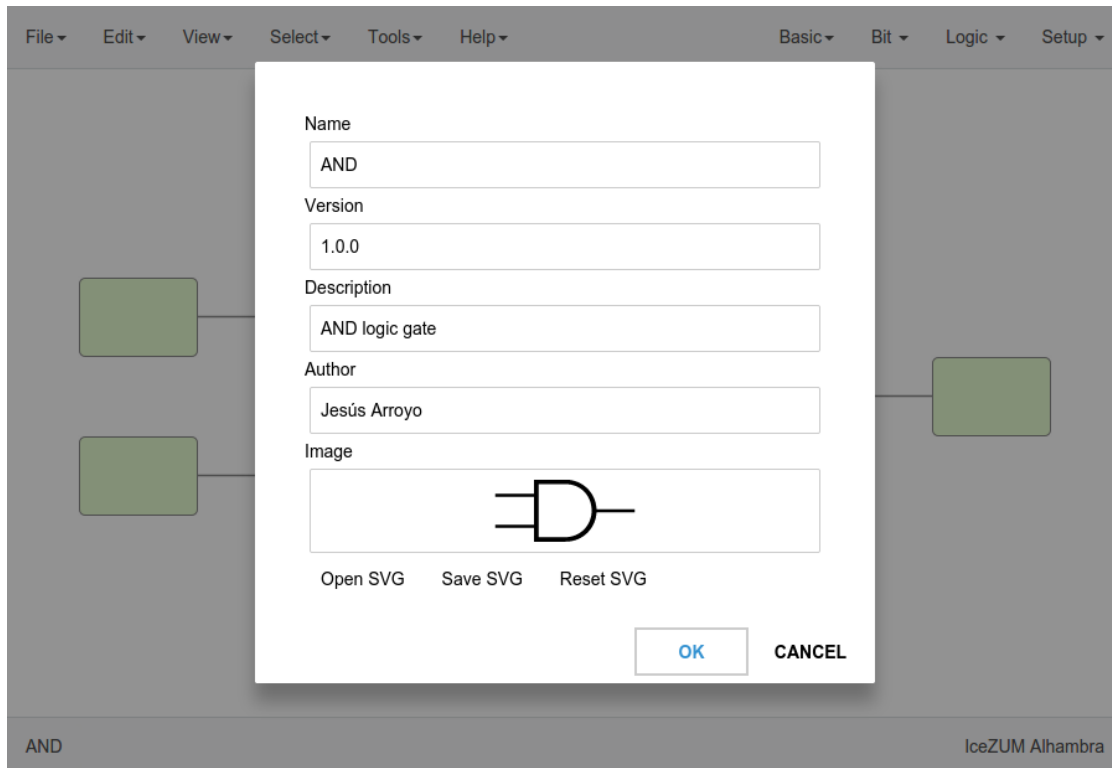 File Edit View Select Tools Help Basic Bit Logic Setup
Name
AND
Version
1.0.0
Description
AND logic gate
Author
Jesús Arroyo
Image
Open SVG Save SVG Reset SVG
OK CANCEL
AND IceZUM Alhambra